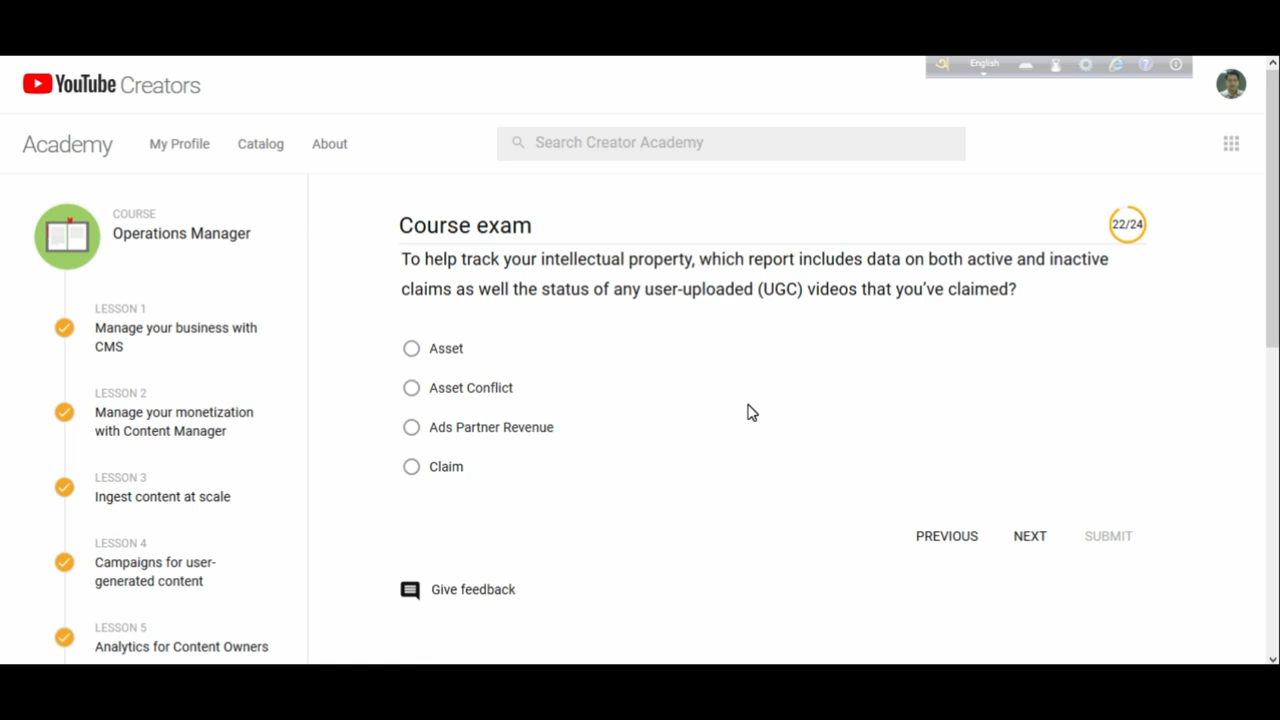 YouTube Creators
English
Academy
My Profile
Catalog
About
Search Creator Academy
COURSE
Operations Manager
LESSON 1
Manage your business with
CMS
LESSON 2
Manage your monetization
with Content Manager
LESSON 3
Ingest content at scale
LESSON 4
Campaigns for user-
generated content
LESSON 5
Analytics for Content Owners
Course exam
22/24
To help track your intellectual property, which report includes data on both active and inactive
claims as well the status of any user-uploaded (UGC) videos that you’ve claimed?
Asset
Asset Conflict
Ads Partner Revenue
Claim
PREVIOUS
NEXT
SUBMIT
Give feedback